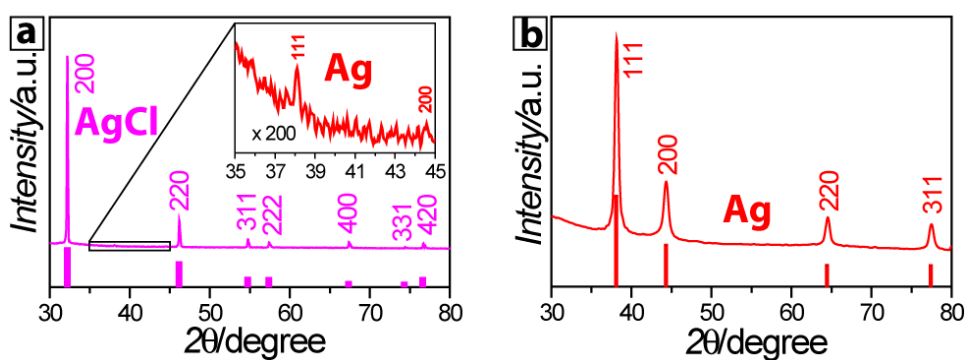 a
Intensity/a.u.
200
AgCl
220
311
222
400
331
420
111
Ag
200
x 200
35 37 39 41 43 45
30 40 50 60 70 80
2θ/degree
b
Intensity/a.u.
111
200
Ag
220
311
30 40 50 60 70 80
2θ/degree